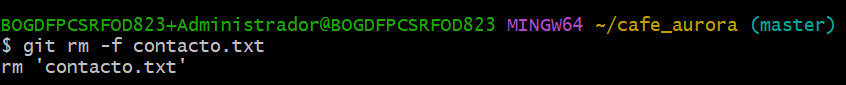 BOGDFPCSRFOD823+Administrador@BOGDFPCSRFOD823 MINGW64 ~/cafe_aurora (master)
$ git rm -f contacto.txt
rm 'contacto.txt'